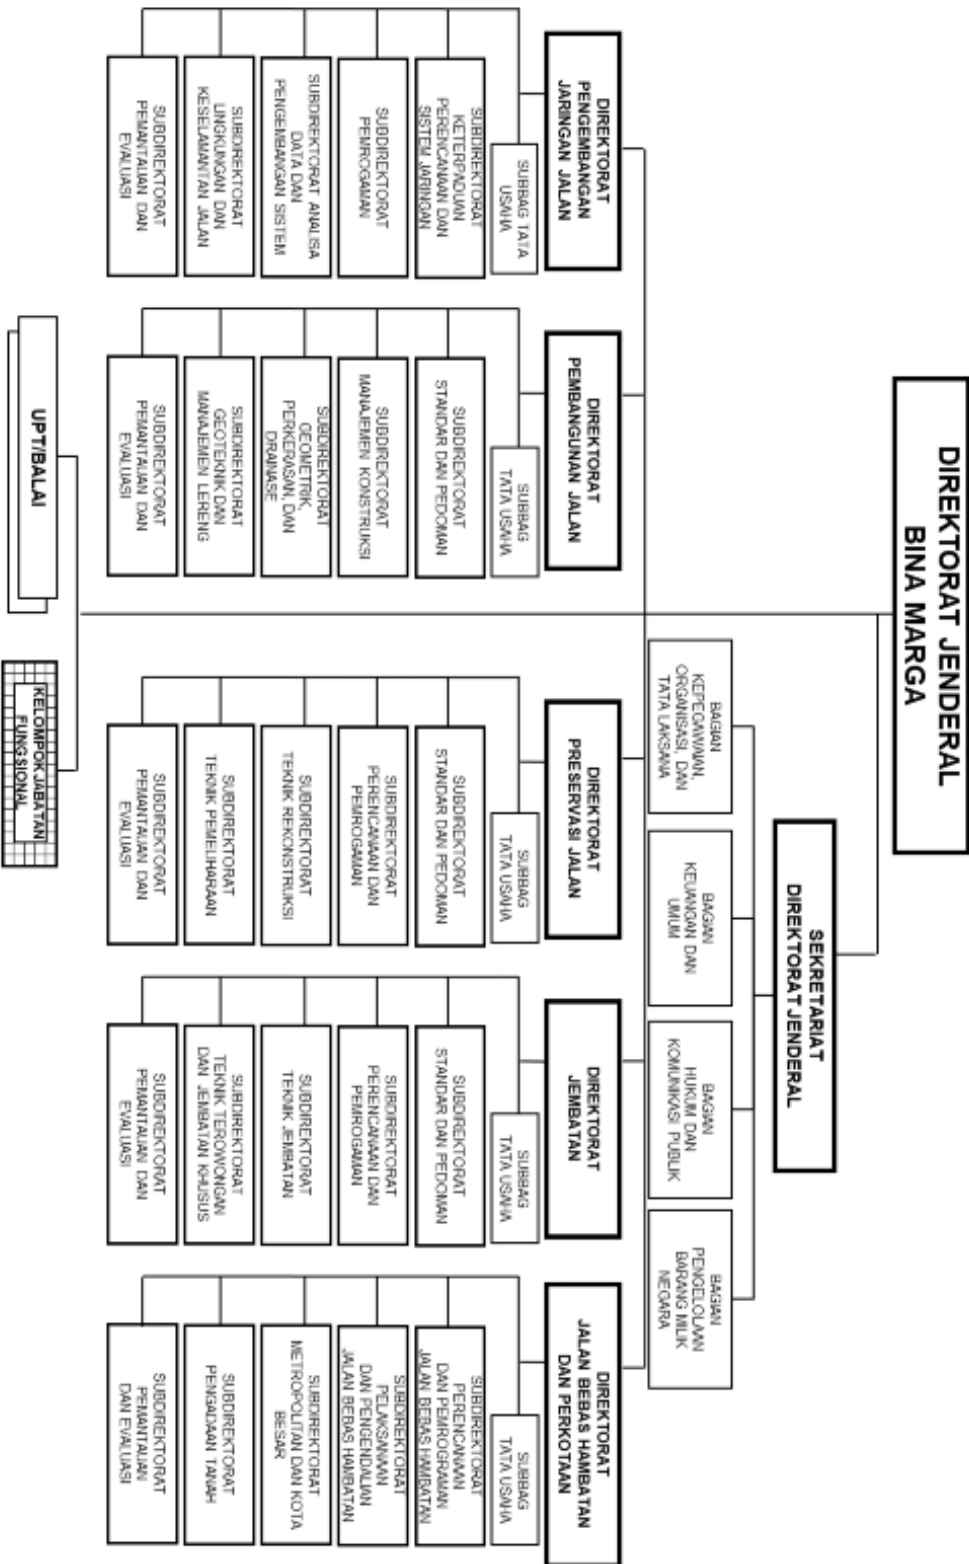 DIREKTORAT JENDERAL
BINA MARGA
SEKRETARIAT
DIREKTORAT JENDERAL
BAGIAN
KEPEGAWAIAN,
ORGANISASI, DAN
TATA LAKSANA
BAGIAN
KEUANGAN DAN
UMUM
BAGIAN
HUKUM DAN
KOMUNIKASI PUBLIK
BAGIAN
PENGELOLAAN
BARANG MILIK
NEGARA
DIREKTORAT
PENGEMBANGAN
JARINGAN JALAN
SUBBAG TATA
USAHA
SUBDIREKTORAT
KETERPADUAN
PERENCANAAN DAN
SISTEM JARINGAN
SUBDIREKTORAT
PEMROGAMAN
SUBDIREKTORAT ANALISA
DATA DAN
PENGEMBANGAN SISTEM
SUBDIREKTORAT
LINGKUNGAN DAN
KESELAMANTAN JALAN
SUBDIREKTORAT
PEMANTAUAN DAN
EVALUASI
DIREKTORAT
PEMBANGUNAN JALAN
SUBBAG
TATA USAHA
SUBDIREKTORAT
STANDAR DAN PEDOMAN
SUBDIREKTORAT
MANAJEMEN KONSTRUKSI
SUBDIREKTORAT
GEOMETRIK,
PERKERASAN, DAN
DRAINASE
SUBDIREKTORAT
GEOTEKNIK DAN
MANAJEMEN LERENG
SUBDIREKTORAT
PEMANTAUAN DAN
EVALUASI
DIREKTORAT
PRESERVASI JALAN
SUBBAG
TATA USAHA
SUBDIREKTORAT
STANDAR DAN PEDOMAN
SUBDIREKTORAT
PERENCANAAN DAN
PEMROGAMAN
SUBDIREKTORAT
TEKNIK REKONSTRUKSI
SUBDIREKTORAT
TEKNIK PEMELIHARAAN
SUBDIREKTORAT
PEMANTAUAN DAN
EVALUASI
DIREKTORAT
JEMBATAN
SUBBAG
TATA USAHA
SUBDIREKTORAT
STANDAR DAN PEDOMAN
SUBDIREKTORAT
PERENCANAAN DAN
PEMROGAMAN
SUBDIREKTORAT
TEKNIK JEMBATAN
SUBDIREKTORAT
TEKNIK TEROWONGAN
DAN JEMBATAN KHUSUS
SUBDIREKTORAT
PEMANTAUAN DAN
EVALUASI
DIREKTORAT
JALAN BEBAS HAMBATAN
DAN PERKOTAAN
SUBBAG
TATA USAHA
SUBDIREKTORAT
PERENCANAAN
DAN PEMROGRAMAN
JALAN BEBAS HAMBATAN
SUBDIREKTORAT
PELAKSANAAN
DAN PENGENDALIAN
JALAN BEBAS HAMBATAN
SUBDIREKTORAT
METROPOLITAN DAN KOTA
BESAR
SUBDIREKTORAT
PENGADAAN TANAH
SUBDIREKTORAT
PEMANTAUAN
DAN EVALUASI
UPT/BALAI
KELOMPOK JABATAN
FUNGSIONAL